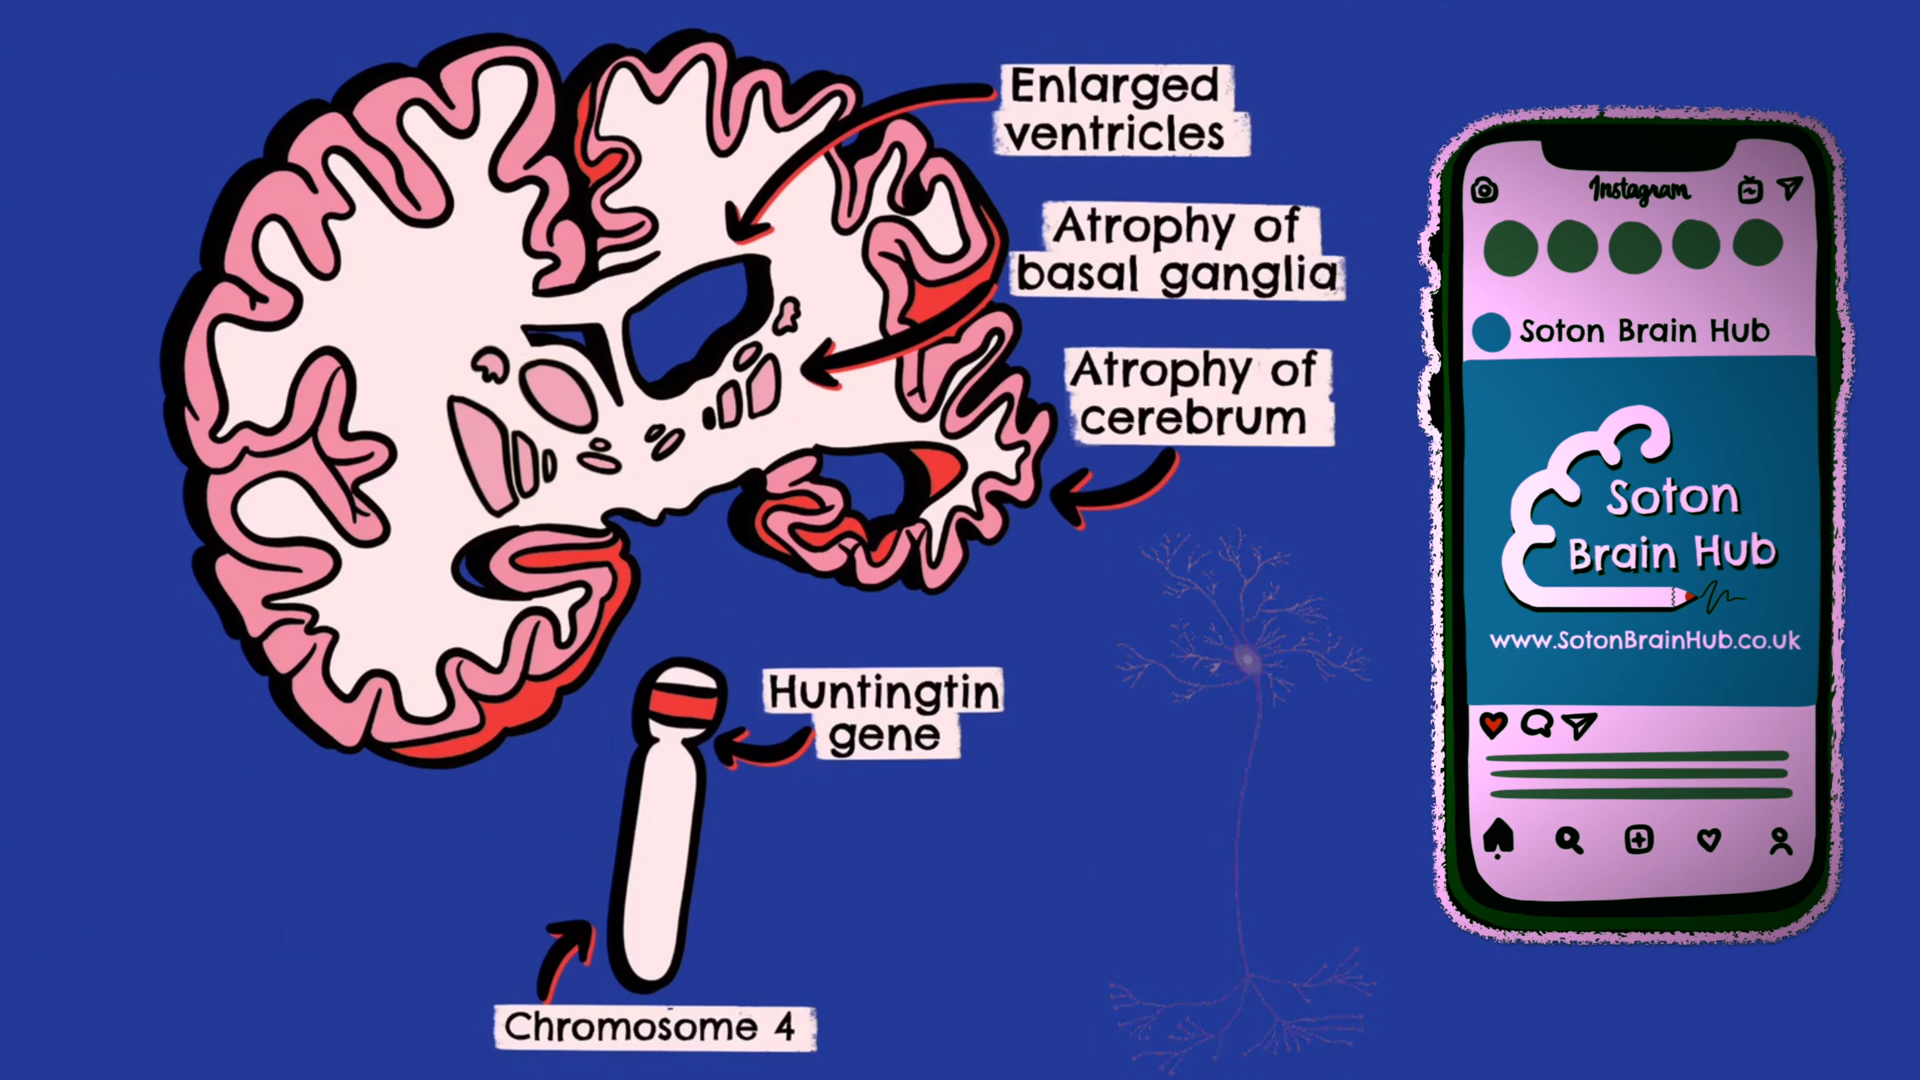 Enlarged
ventricles
Atrophy of
basal ganglia
Atrophy of
cerebrum
Huntingtin
gene
Chromosome 4
Instagram
Soton Brain Hub
Soton
Brain Hub
www.SotonBrainHub.co.uk